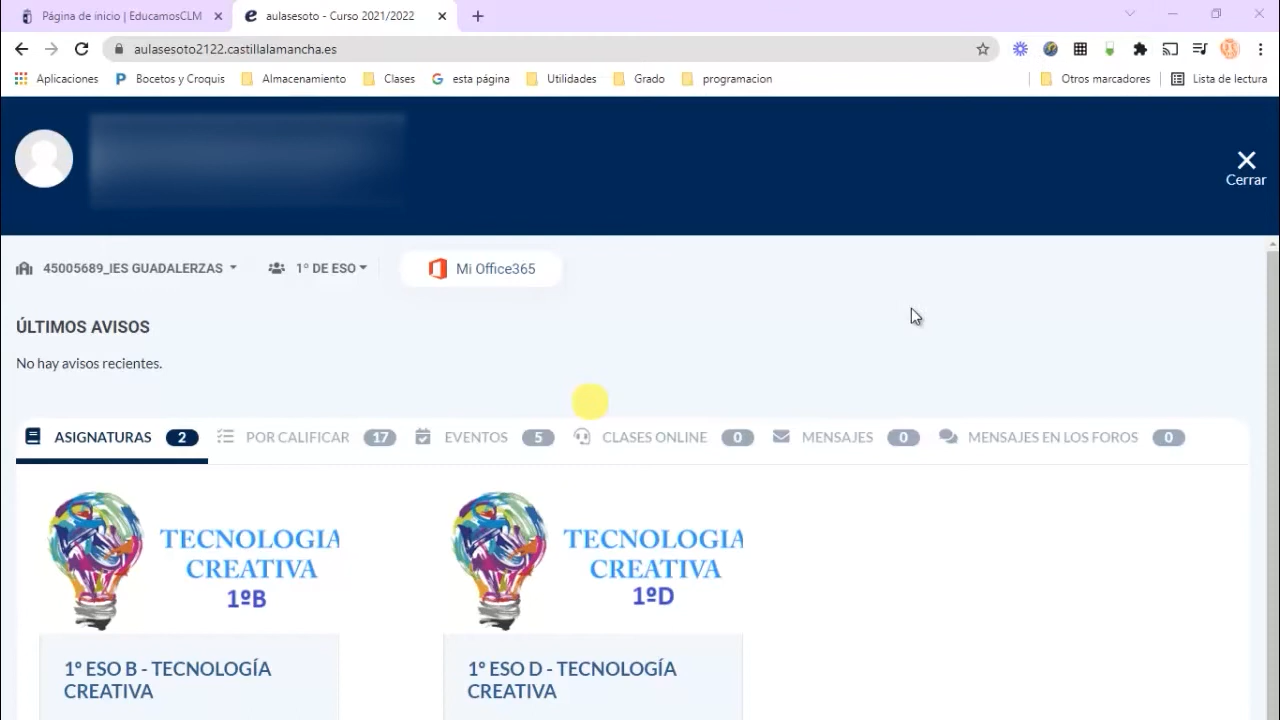 Página de inicio | EducamosCLM
aulasesoto - Curso 2021/2022
aulasesoto2122.castillalamancha.es
Aplicaciones
Bocetos y Croquis
Almacenamiento
Clases
esta página
Utilidades
Grado
programacion
Otros marcadores
Lista de lectura
Cerrar
45005689_IES GUADALERZAS
1º DE ESO
Mi Office365
ÚLTIMOS AVISOS
No hay avisos recientes.
ASIGNATURAS 2
POR CALIFICAR 17
EVENTOS 5
CLASES ONLINE 0
MENSAJES 0
MENSAJES EN LOS FOROS 0
TECNOLOGIA
CREATIVA
1ºB
TECNOLOGIA
CREATIVA
1ºD
1º ESO B - TECNOLOGÍA
CREATIVA
1º ESO D - TECNOLOGÍA
CREATIVA